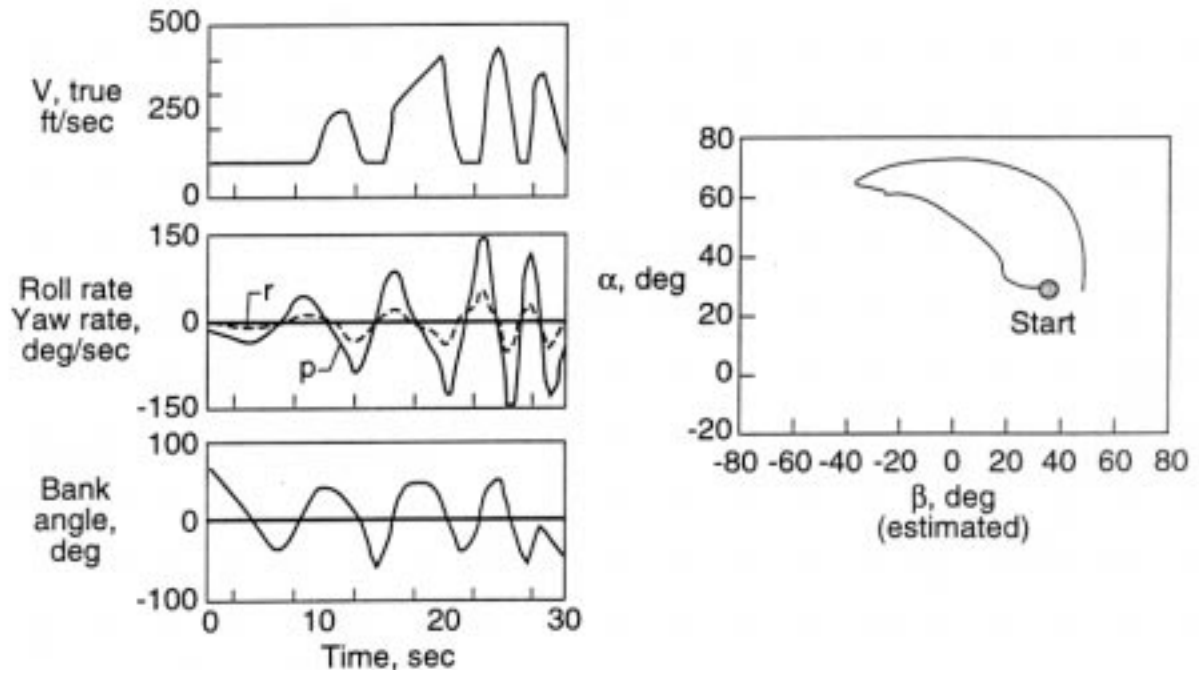 500
V, true
ft/sec
250
0
150
Roll rate
Yaw rate,
deg/sec
0
r
p
-150
100
Bank
angle,
deg
0
-100
0 10 20 30
Time, sec
80
60
α, deg
40
20
Start
0
-20
-80 -60 -40 -20 0 20 40 60 80
β, deg
(estimated)